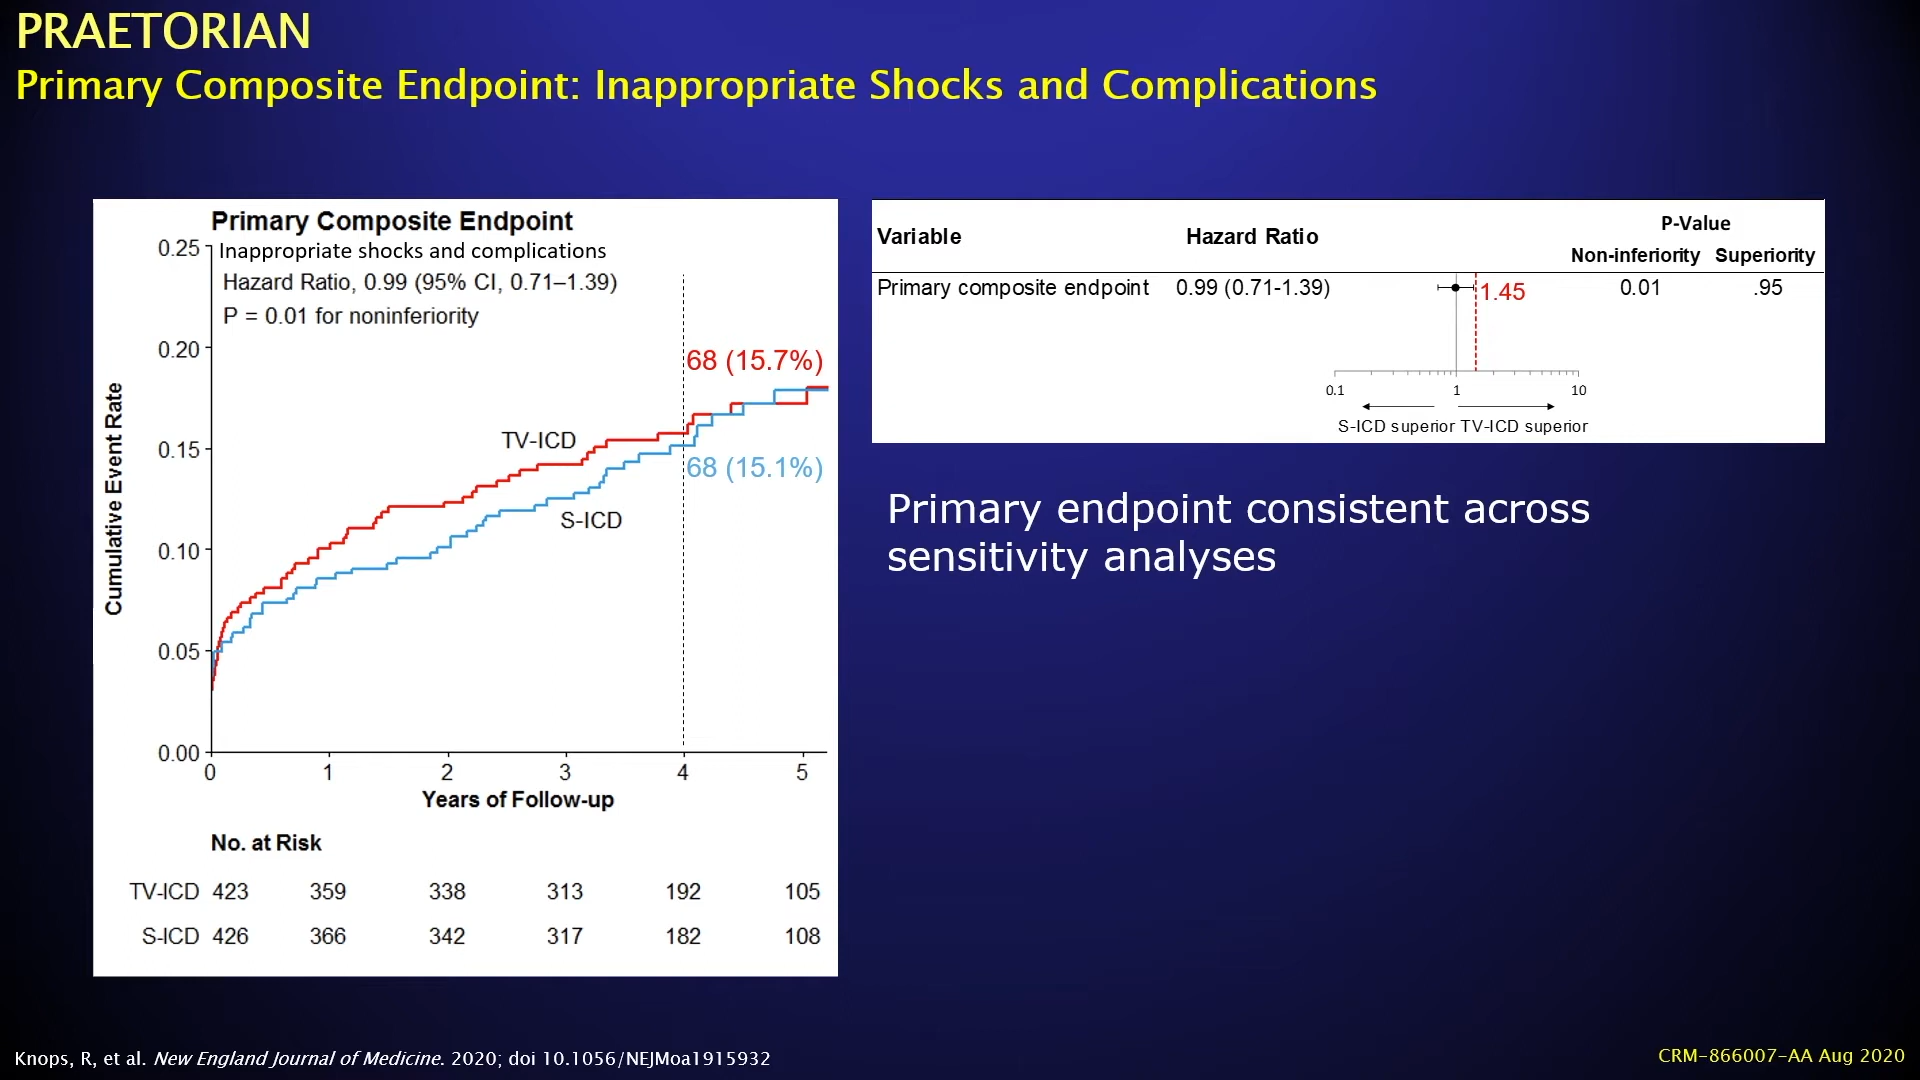 PRAETORIAN
Primary Composite Endpoint: Inappropriate Shocks and Complications
Primary Composite Endpoint
Inappropriate shocks and complications
Hazard Ratio, 0.99 (95% CI, 0.71–1.39)
P = 0.01 for noninferiority
Cumulative Event Rate
0.25
0.20
0.15
0.10
0.05
0.00
68 (15.7%)
TV-ICD
68 (15.1%)
S-ICD
0 1 2 3 4 5
Years of Follow-up
No. at Risk
TV-ICD 423 359 338 313 192 105
S-ICD 426 366 342 317 182 108
Variable Hazard Ratio P-Value
Non-inferiority Superiority
Primary composite endpoint 0.99 (0.71-1.39) 1.45 0.01 .95
0.1 1 10
S-ICD superior TV-ICD superior
Primary endpoint consistent across
sensitivity analyses
Knops, R, et al. New England Journal of Medicine. 2020; doi 10.1056/NEJMoa1915932
CRM-866007-AA Aug 2020